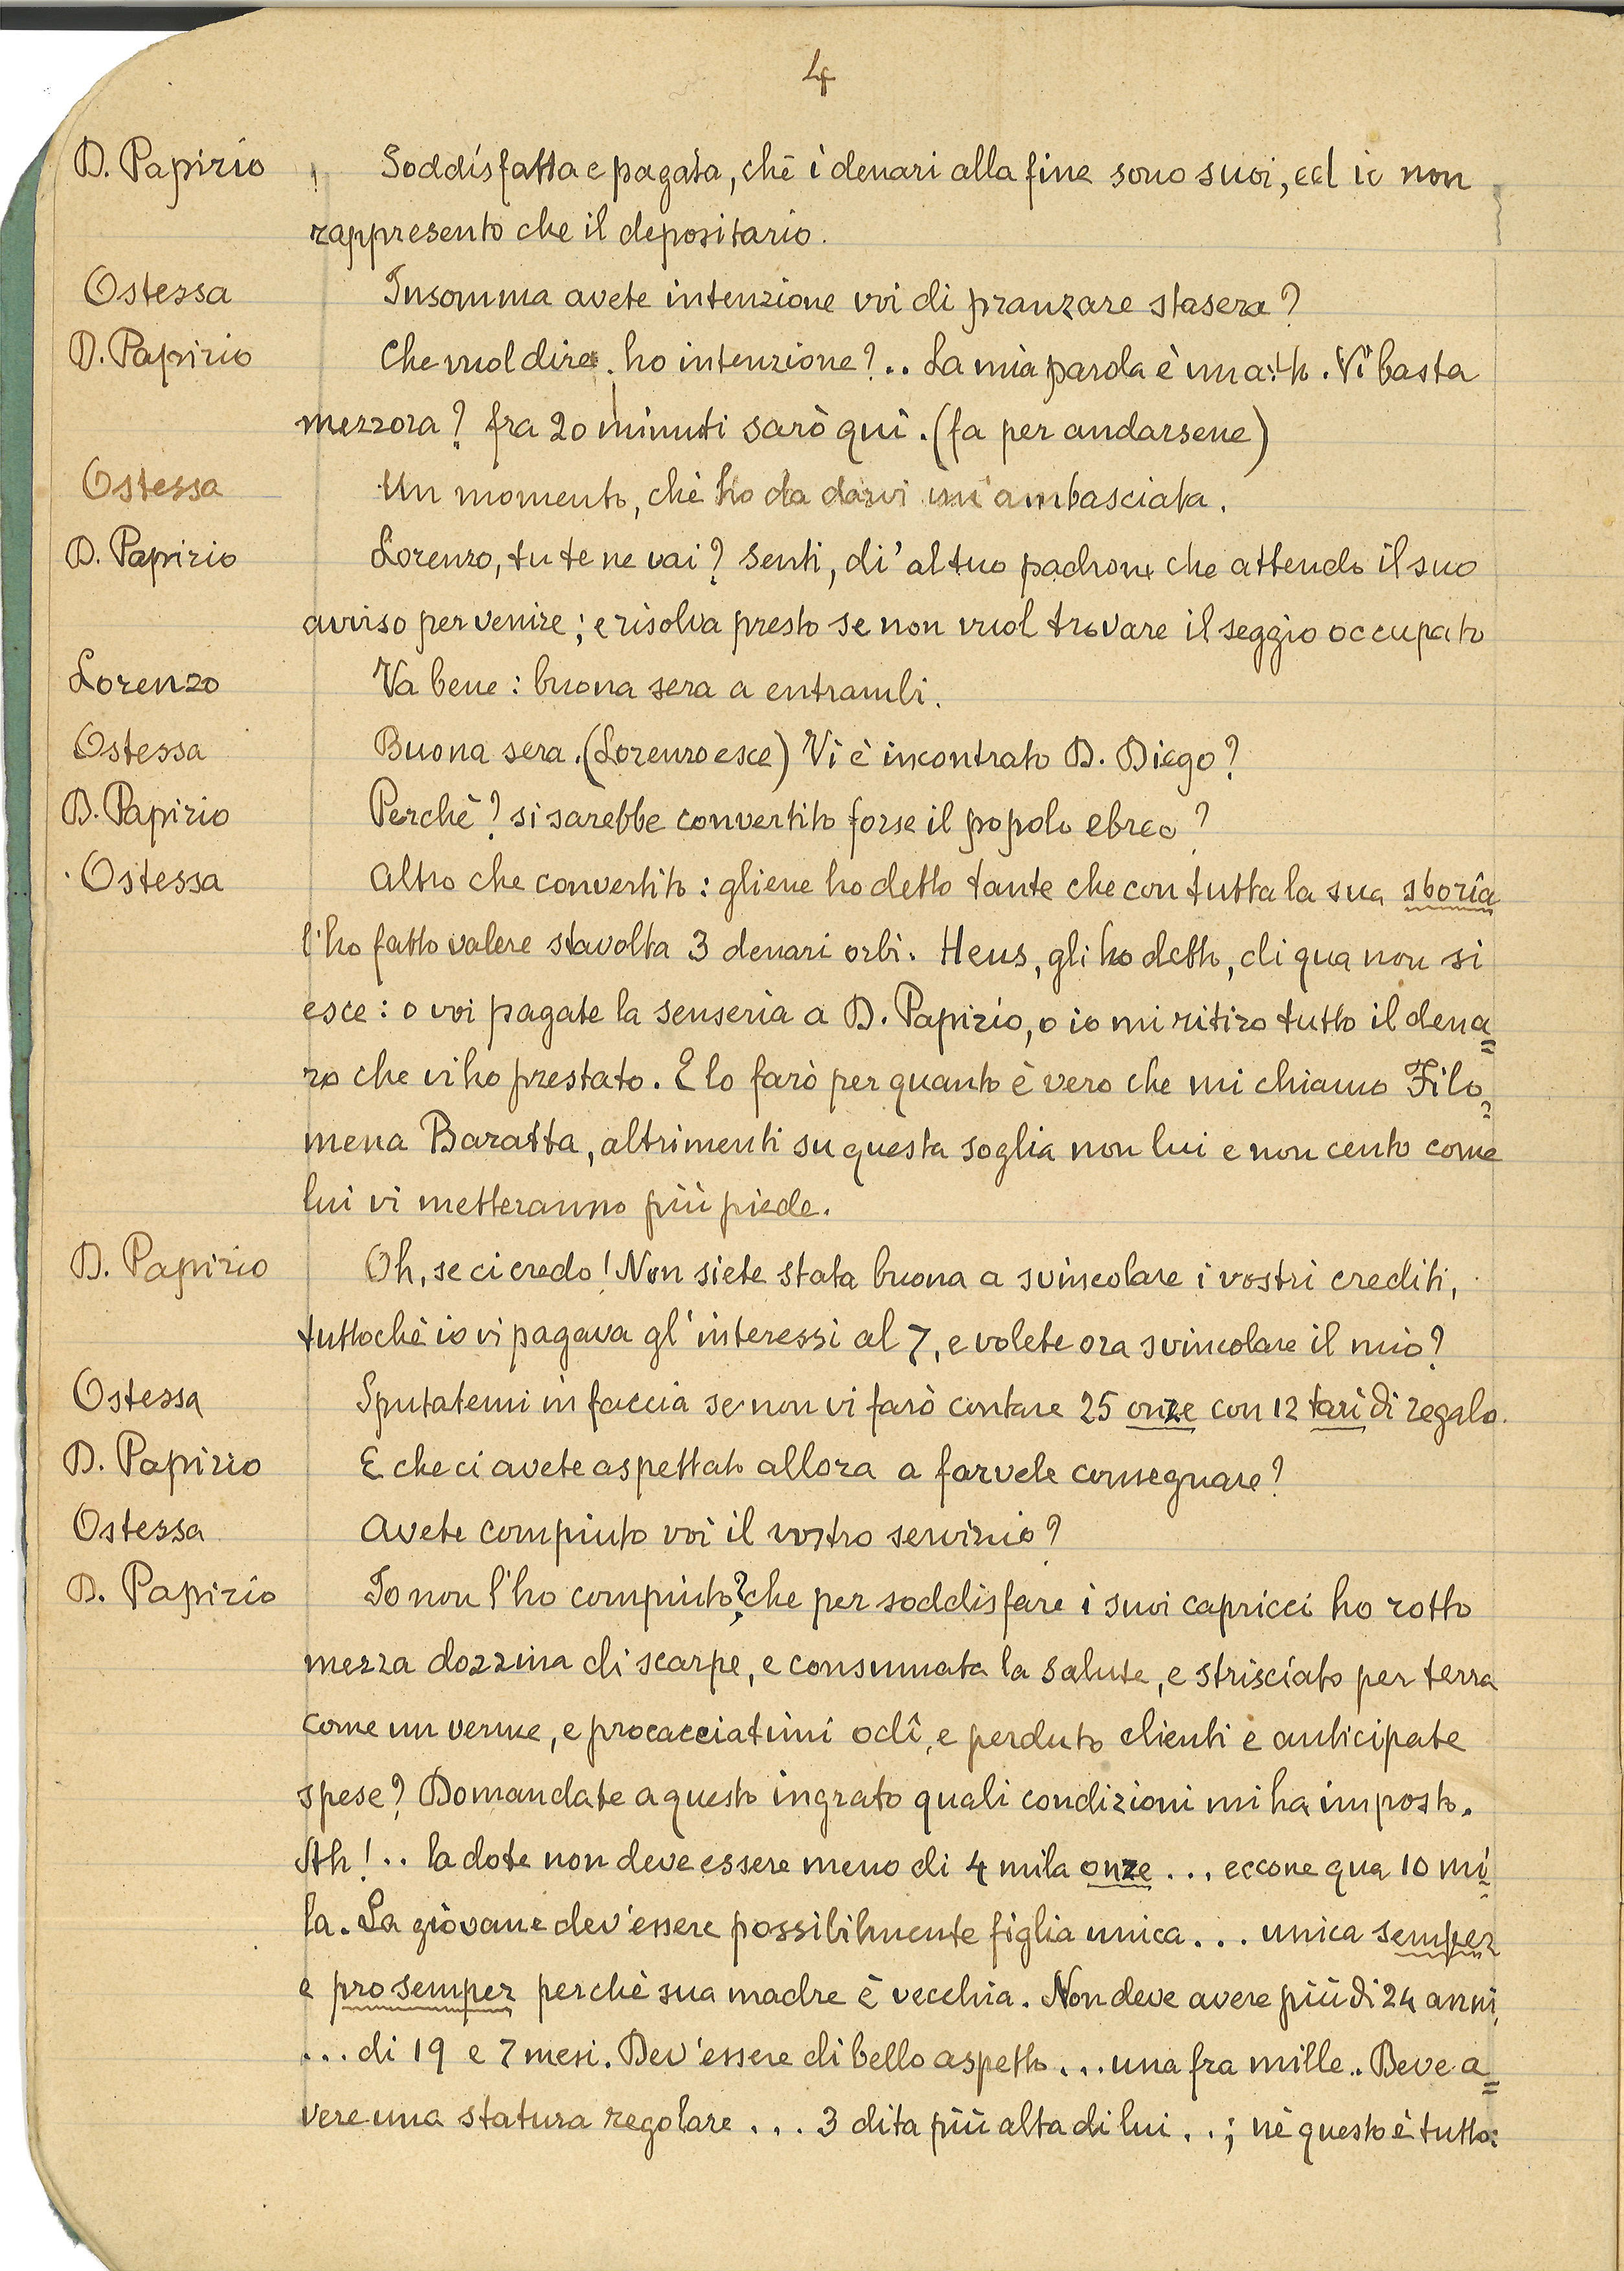 4
D. Papirio Soddisfatta e pagata, chè i denari alla fine sono suoi, ed io non
rappresento che il depositario.
Ostessa Insomma avete intenzione voi di pranzare stasera?
D. Papirio Che vuol dire. ho intenzione?.. La mia parola è una: . Vi basta
mezzora? fra 20 minuti sarò qui. (fa per andarsene)
Ostessa Un momento, chè ho da darvi un'ambasciata.
D. Papirio Lorenzo, tu te ne vai? Senti, di' al tuo padrone che attendo il suo
avviso per venire; e risolva presto se non vuol trovare il seggio occupato
Lorenzo Va bene: buona sera a entrambi.
Ostessa Buona sera. (Lorenzo esce) Vi è incontrato D. Diego?
D. Papirio Perchè? si sarebbe convertito forse il popolo ebreo?
Ostessa Altro che convertito: gliene ho detto tante che con tutta la sua sboria
l'ho fatto valere stavolta 3 denari orbi. Heus, gli ho detto, di qua non si
esce: o voi pagate la senseria a D. Papirio, o io mi ritiro tutto il dena=
ro che vi ho prestato. E lo farò per quanto è vero che mi chiamo Filo=
mena Baratta, altrimenti su questa soglia non lui e non cento come
lui vi metteranno più piede.
D. Papirio Oh, se ci credo! Non siete stata buona a svincolare i vostri crediti,
tuttochè io vi pagava gl'interessi al 7, e volete ora svincolare il mio?
Ostessa Sputatemi in faccia se non vi farò contare 25 onze con 12 tarì di regalo.
D. Papirio E che ci avete aspettato allora a farvele consegnare?
Ostessa Avete compiuto voi il vostro servizio?
D. Papirio Io non l'ho compiuto? che per soddisfare i suoi capricci ho rotto
mezza dozzina di scarpe, e consumata la salute, e strisciato per terra
come un verme, e procacciatimi odî, e perduto clienti e anticipate
spese? Domandate a questo ingrato quali condizioni mi ha imposto.
Ah!.. la dote non deve essere meno di 4 mila onze... eccone qua 10 mi=
la. La giovane dev'essere possibilmente figlia unica... unica semper
e pro semper perchè sua madre è vecchia. Non deve avere più di 24 anni
... di 19 e 7 mesi. Dev'essere di bello aspetto... una fra mille.. Deve a=
vere una statura regolare... 3 dita più alta di lui..; nè questo è tutto: